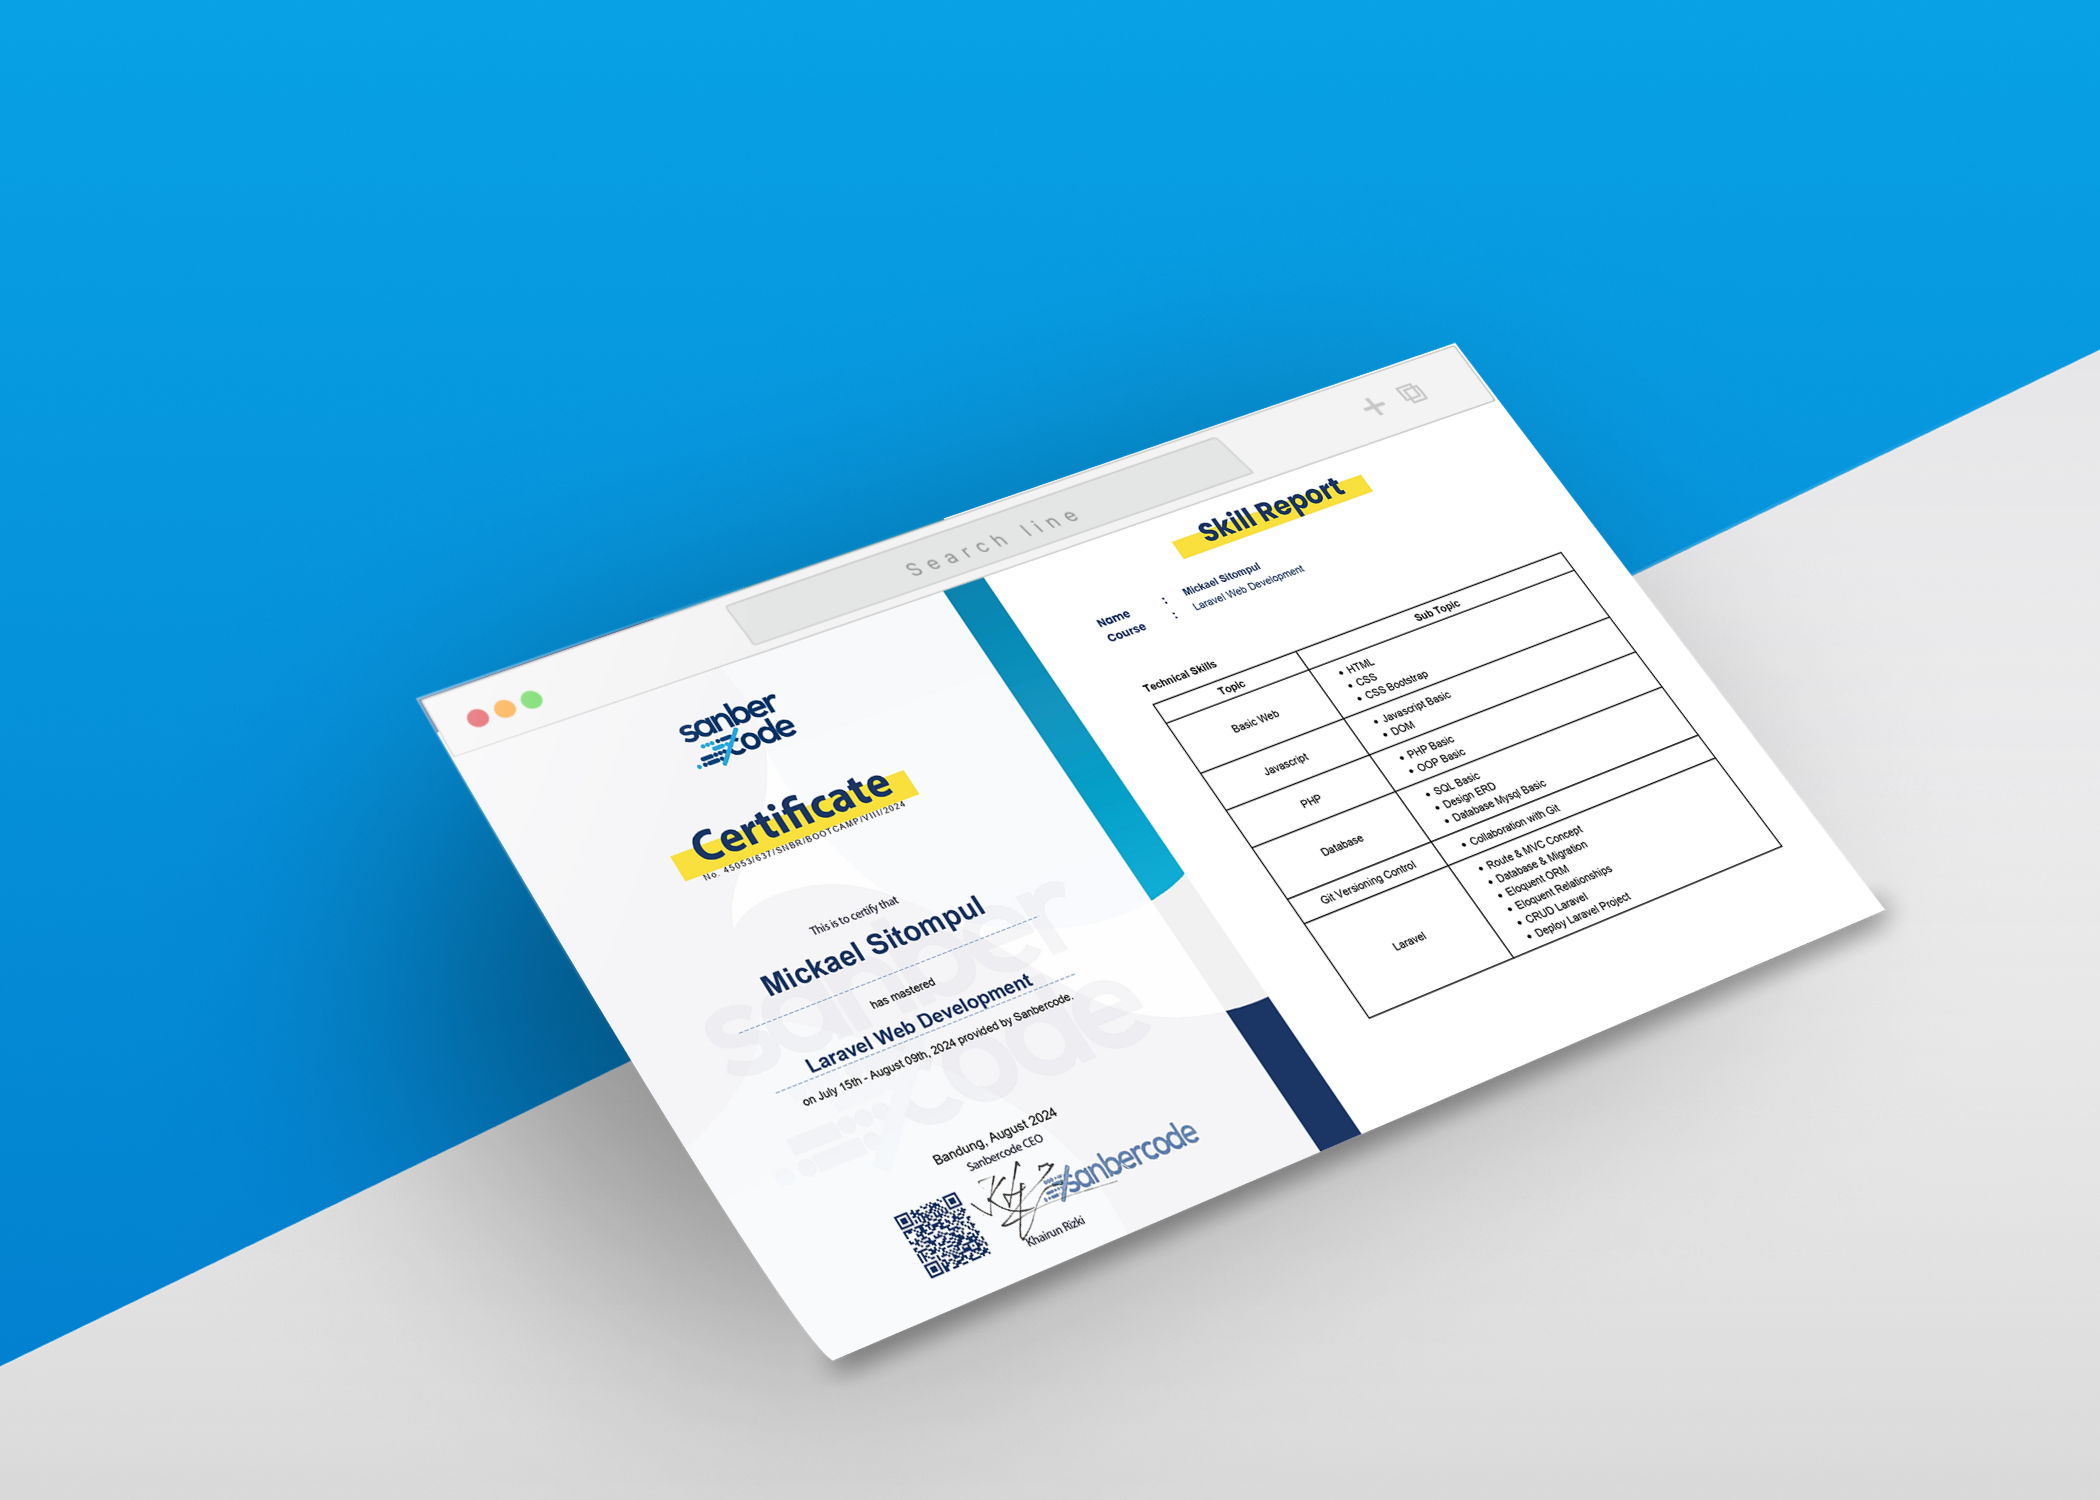 Search line
sanber
code
Certificate
No. 45053/637/SNBR/BOOTCAMP/VIII/2024
This is to certify that
Mickael Sitompul
has mastered
Laravel Web Development
on July 15th - August 09th, 2024 provided by Sanbercode.
sanber
code
Bandung, August 2024
Sanbercode CEO
sanbercode
Khairun Rizki
Skill Report
Name : Mickael Sitompul
Course : Laravel Web Development
Technical Skills
Topic Sub Topic
Basic Web
• HTML
• CSS
• CSS Bootstrap
Javascript
• Javascript Basic
• DOM
PHP
• PHP Basic
• OOP Basic
Database
• SQL Basic
• Design ERD
• Database Mysql Basic
Git Versioning Control
• Collaboration with Git
Laravel
• Route & MVC Concept
• Database & Migration
• Eloquent ORM
• Eloquent Relationships
• CRUD Laravel
• Deploy Laravel Project